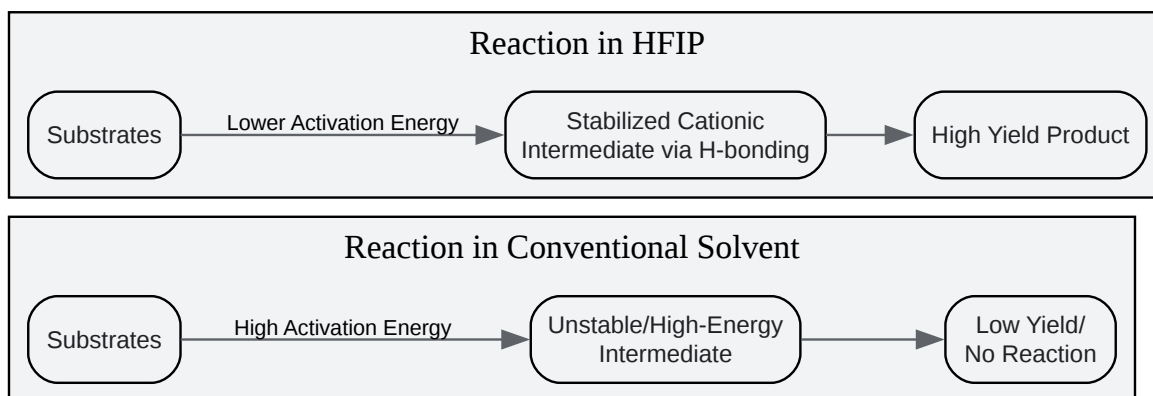 Reaction in HFIP
Substrates
Lower Activation Energy
Stabilized Cationic
Intermediate via H-bonding
High Yield Product
Reaction in Conventional Solvent
Substrates
High Activation Energy
Unstable/High-Energy
Intermediate
Low Yield/
No Reaction